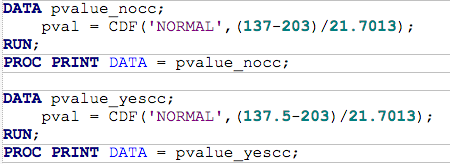 DATA pvalue_nocc;
pval = CDF('NORMAL',(137-203)/21.7013);
RUN;
PROC PRINT DATA = pvalue_nocc;
DATA pvalue_yescc;
pval = CDF('NORMAL',(137.5-203)/21.7013);
RUN;
PROC PRINT DATA = pvalue_yescc;